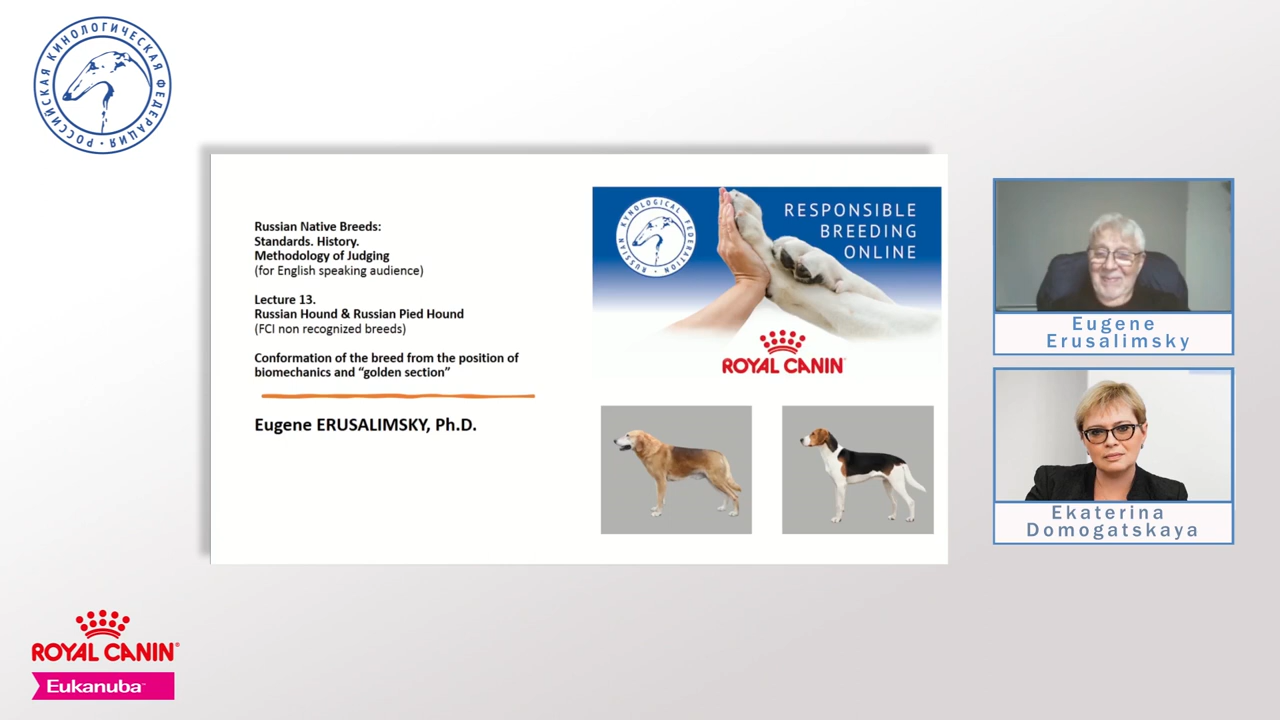 РОССИЙСКАЯ КИНОЛОГИЧЕСКАЯ ФЕДЕРАЦИЯ
Russian Native Breeds:
Standards. History.
Methodology of Judging
(for English speaking audience)
Lecture 13.
Russian Hound & Russian Pied Hound
(FCI non recognized breeds)
Conformation of the breed from the position of
biomechanics and “golden section”
Eugene ERUSALIMSKY, Ph.D.
RUSSIAN KYNOLOGICAL FEDERATION
RESPONSIBLE
BREEDING
ONLINE
ROYAL CANIN
Eugene
Erusalimsky
Ekaterina
Domogatskaya
ROYAL CANIN®
Eukanuba™